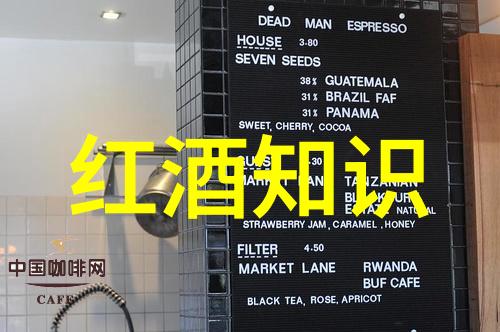 DEAD MAN ESPRESSO
HOUSE 3-80
SEVEN SEEDS
38% GUATEMALA
31% BRAZIL FAF
31% PANAMA
SWEET, CHERRY, COCOA
红酒知识
-30
TANZANIAN
NATURAL
STRAWBERRY JAM, CARAMEL, HONEY
FILTER 4-50
MARKET LANE RWANDA
BUF CAFE
BLACK TEA, ROSE, APRICOT
中国咖啡网
CAFE